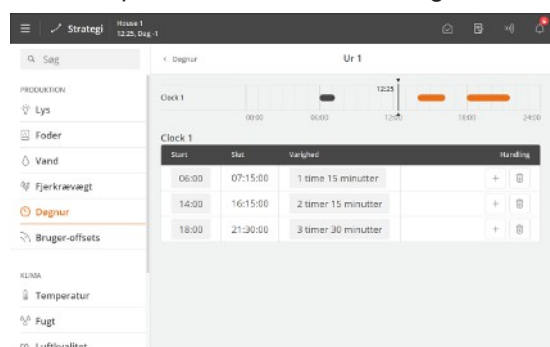 Strategi
House 1
12:25, Dag -1
6
Søg
‹ Døgnur
Ur 1
PRODUKTION
Lys
Foder
Vand
Fjerkrævægt
Døgnur
Bruger-offsets
KLIMA
Temperatur
Fugt
Luftkvalitet
Clock 1
12:25
00:00
06:00
12:00
18:00
24:00
Clock 1
Start Slut Varighed Handling
06:00 07:15:00 1 time 15 minutter +
14:00 16:15:00 2 timer 15 minutter +
18:00 21:30:00 3 timer 30 minutter +